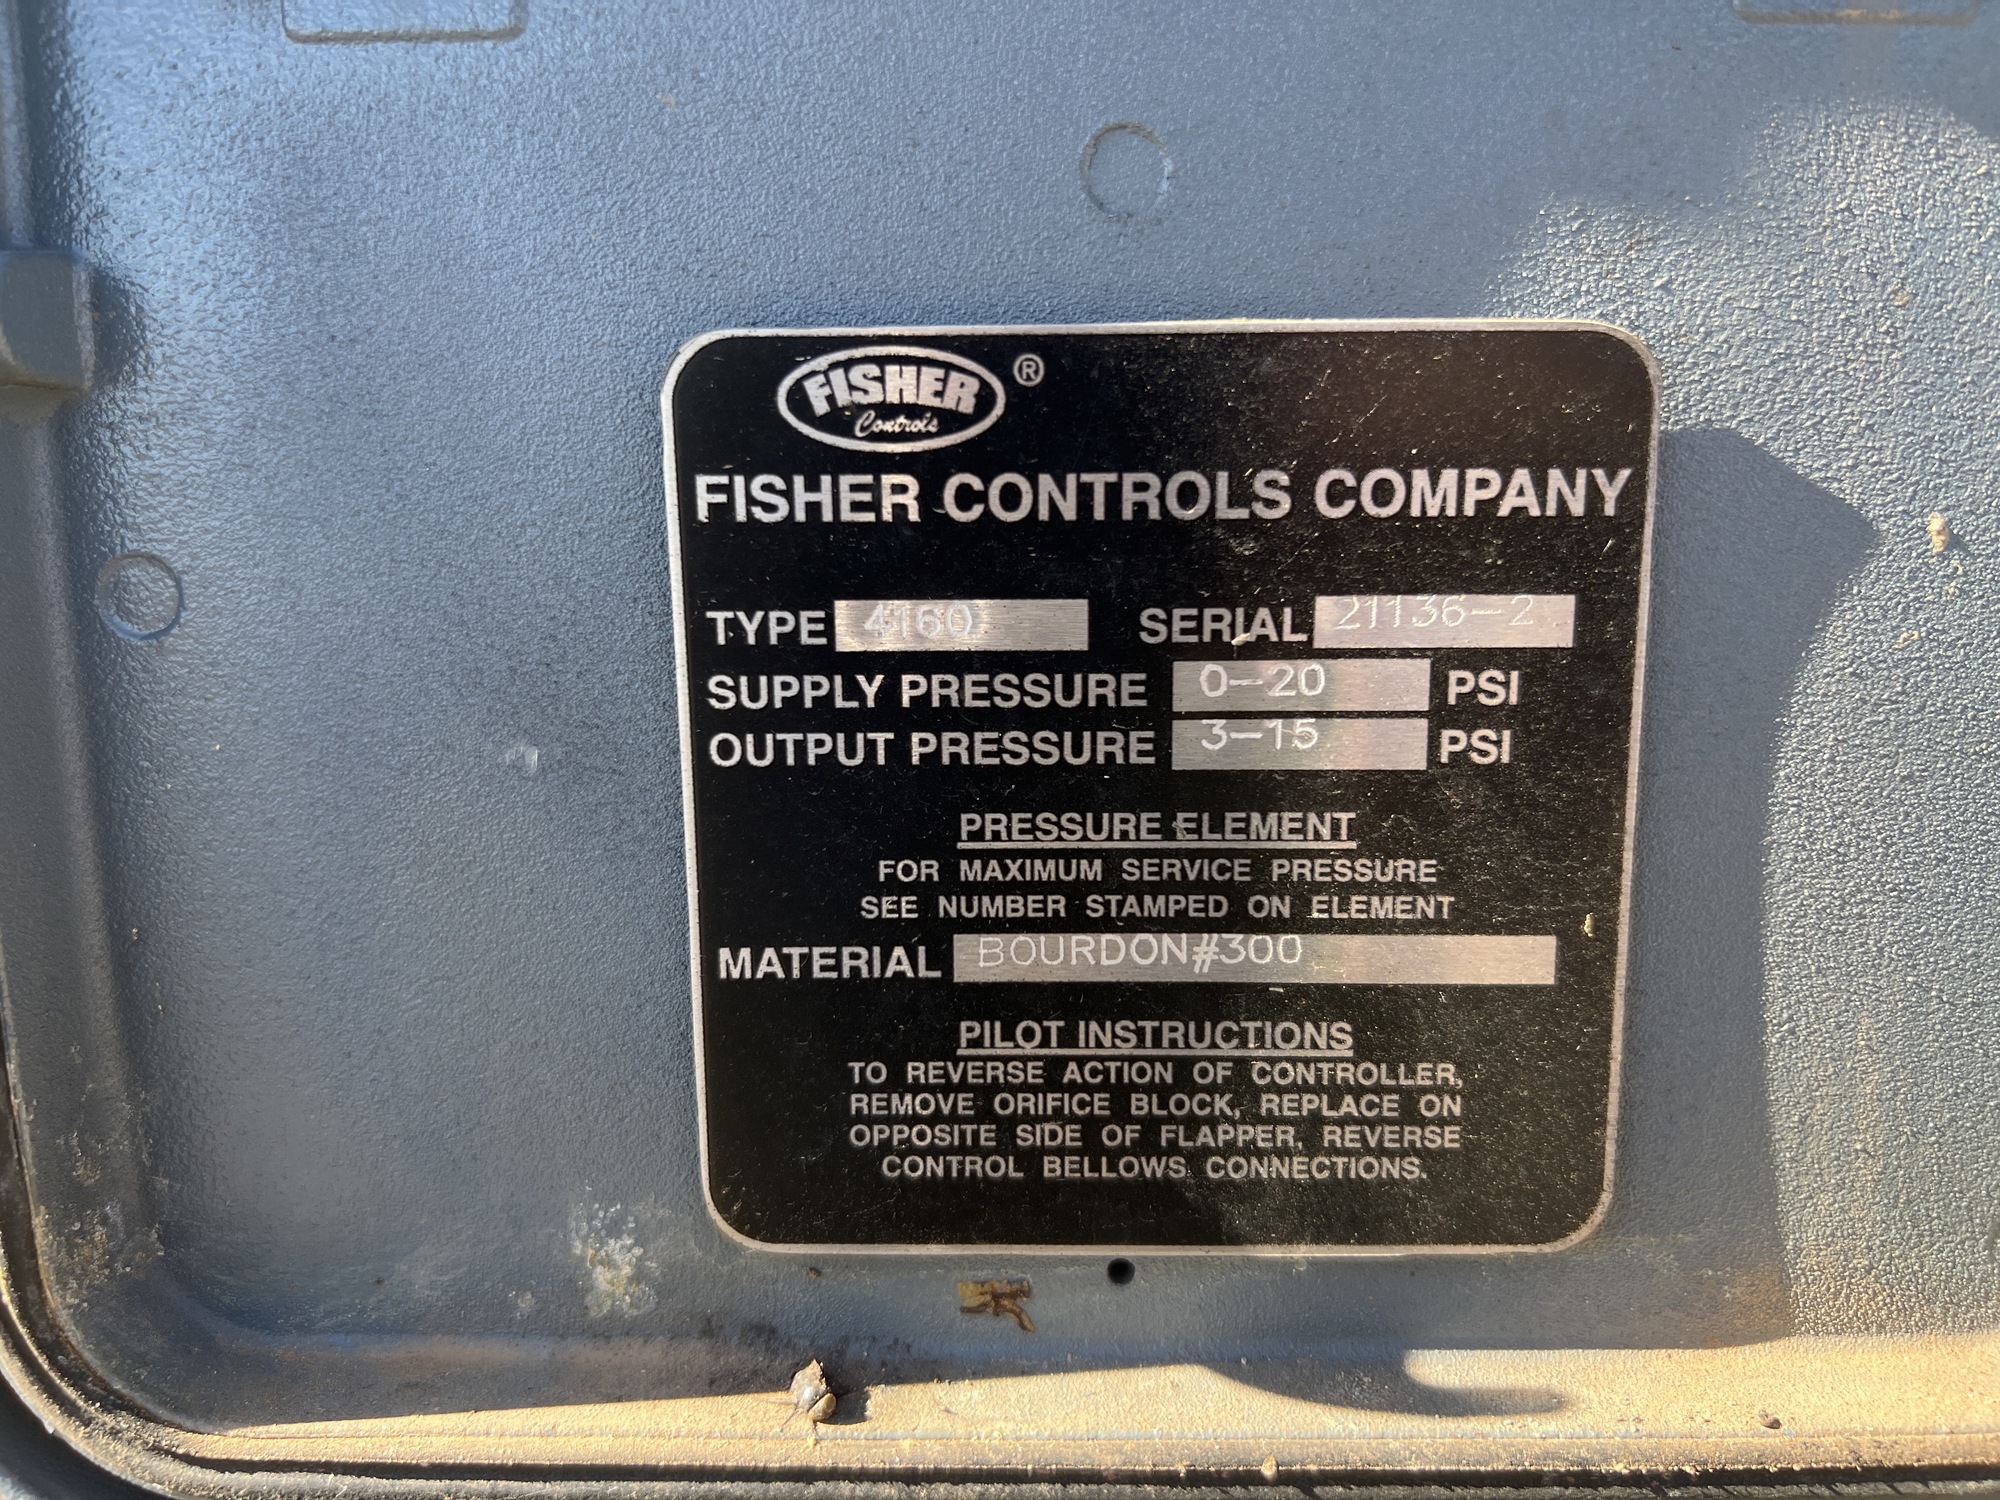 FISHER ®
Controls
FISHER CONTROLS COMPANY
TYPE 4160 SERIAL 21136-2
SUPPLY PRESSURE 0-20 PSI
OUTPUT PRESSURE 3-15 PSI
PRESSURE ELEMENT
FOR MAXIMUM SERVICE PRESSURE
SEE NUMBER STAMPED ON ELEMENT
MATERIAL BOURDON#300
PILOT INSTRUCTIONS
TO REVERSE ACTION OF CONTROLLER,
REMOVE ORIFICE BLOCK, REPLACE ON
OPPOSITE SIDE OF FLAPPER, REVERSE
CONTROL BELLOWS CONNECTIONS.